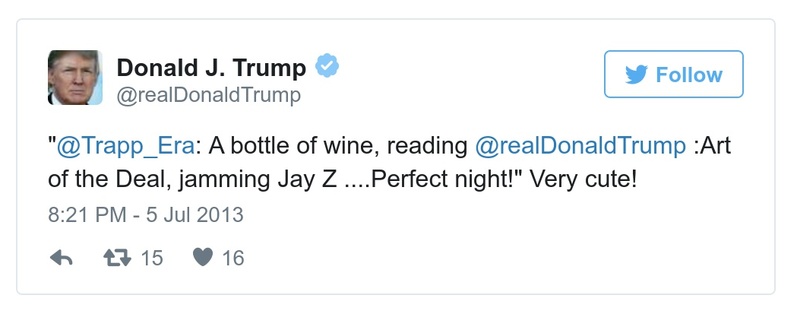 Donald J. Trump
@realDonaldTrump
Follow
"@Trapp_Era: A bottle of wine, reading @realDonaldTrump :Art
of the Deal, jamming Jay Z ....Perfect night!" Very cute!
8:21 PM - 5 Jul 2013
15 16